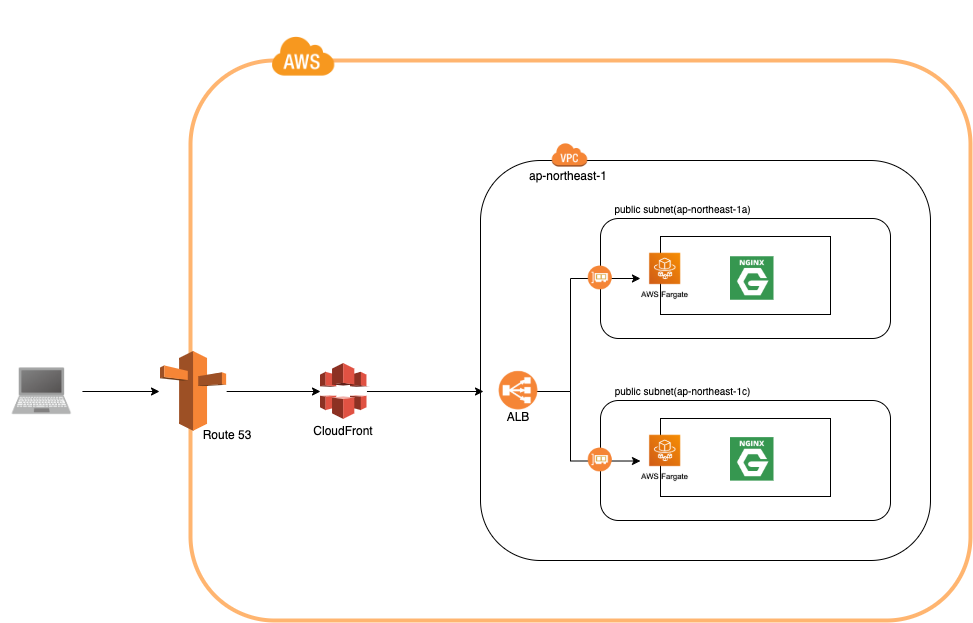 AWS
VPC
ap-northeast-1
public subnet(ap-northeast-1a)
NGINX
AWS Fargate
Route 53
CloudFront
ALB
public subnet(ap-northeast-1c)
NGINX
AWS Fargate